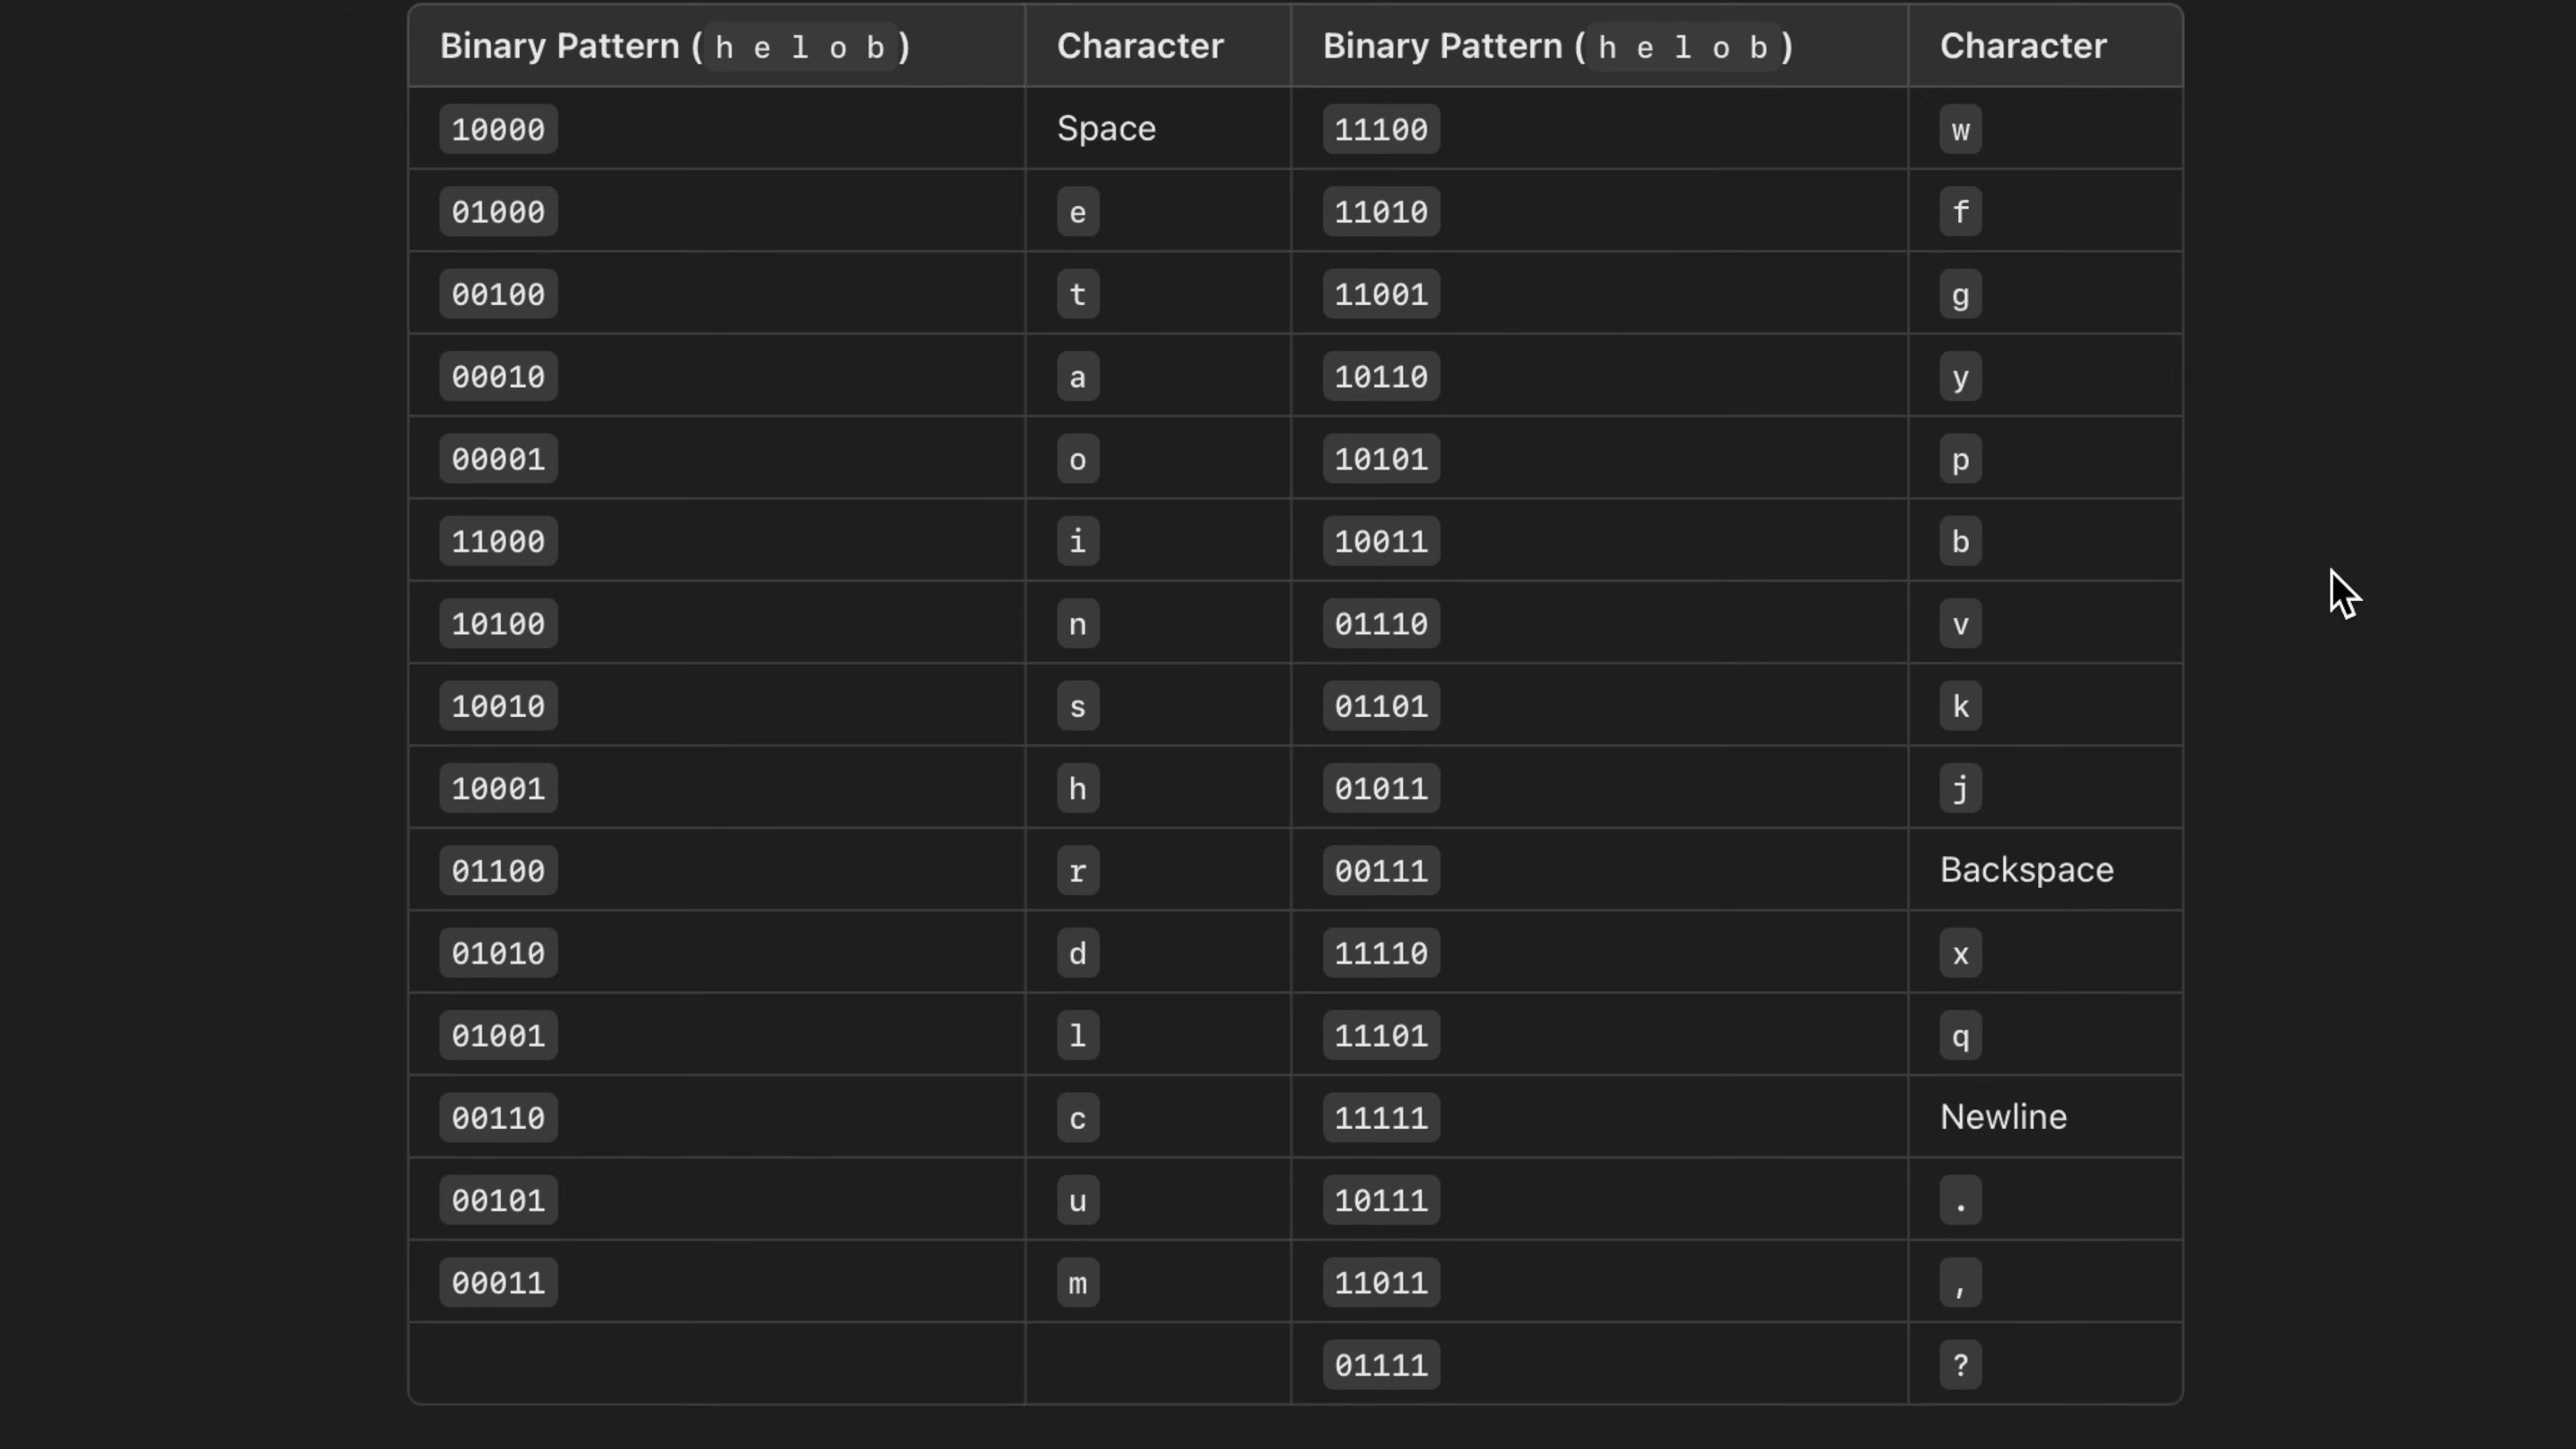 Binary Pattern ( h e l o b ) Character Binary Pattern ( h e l o b ) Character
10000 Space 11100 w
01000 e 11010 f
00100 t 11001 g
00010 a 10110 y
00001 o 10101 p
11000 i 10011 b
10100 n 01110 v
10010 s 01101 k
10001 h 01011 j
01100 r 00111 Backspace
01010 d 11110 x
01001 l 11101 q
00110 c 11111 Newline
00101 u 10111 .
00011 m 11011 ,
01111 ?